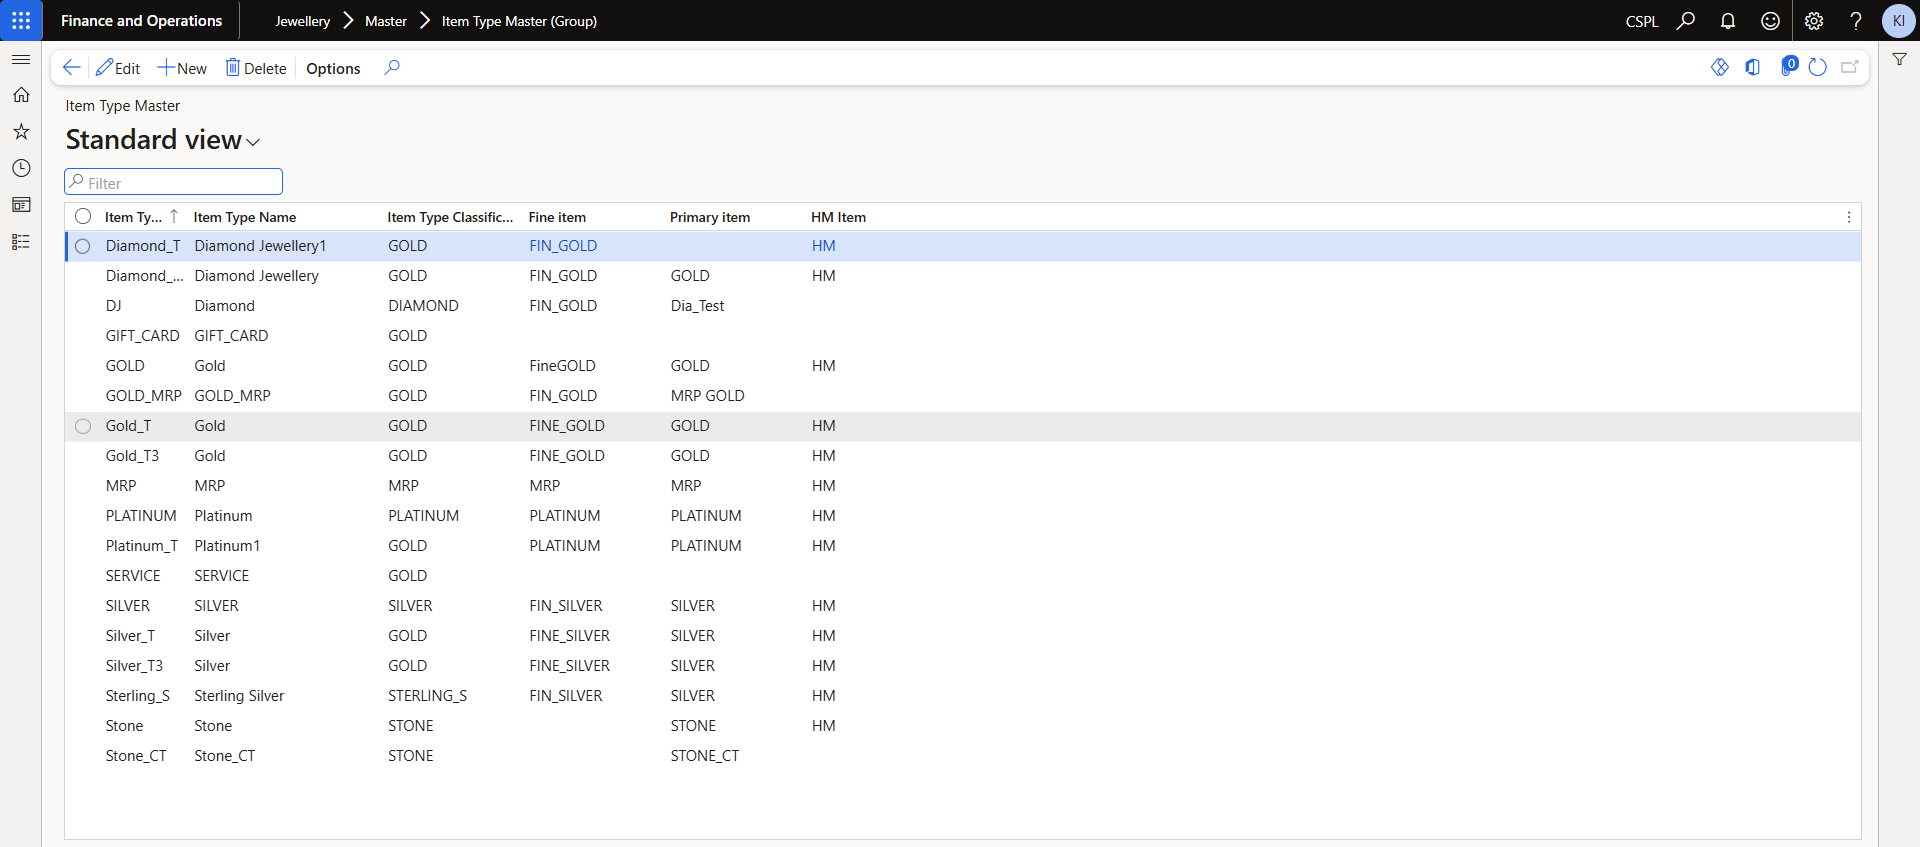 Finance and Operations Jewellery Master Item Type Master (Group) CSPL KI
Edit New Delete Options 0
Item Type Master
Standard view
Filter
Item Ty... Item Type Name Item Type Classific... Fine item Primary item HM Item
Diamond_T Diamond Jewellery1 GOLD FIN_GOLD HM
Diamond_... Diamond Jewellery GOLD FIN_GOLD GOLD HM
DJ Diamond DIAMOND FIN_GOLD Dia_Test
GIFT_CARD GIFT_CARD GOLD
GOLD Gold GOLD FineGOLD GOLD HM
GOLD_MRP GOLD_MRP GOLD FIN_GOLD MRP GOLD
Gold_T Gold GOLD FINE_GOLD GOLD HM
Gold_T3 Gold GOLD FINE_GOLD GOLD HM
MRP MRP MRP MRP MRP HM
PLATINUM Platinum PLATINUM PLATINUM PLATINUM HM
Platinum_T Platinum1 GOLD PLATINUM PLATINUM HM
SERVICE SERVICE GOLD
SILVER SILVER SILVER FIN_SILVER SILVER HM
Silver_T Silver GOLD FINE_SILVER SILVER HM
Silver_T3 Silver GOLD FINE_SILVER SILVER HM
Sterling_S Sterling Silver STERLING_S FIN_SILVER SILVER HM
Stone Stone STONE STONE HM
Stone_CT Stone_CT STONE STONE_CT